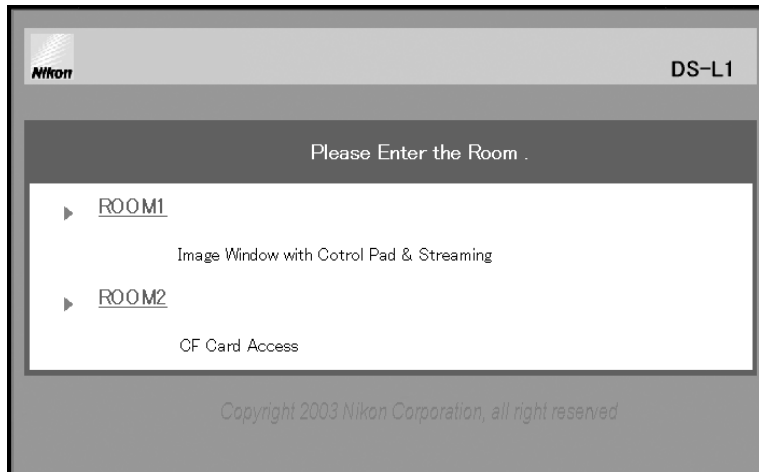 Nikon
DS-L1
Please Enter the Room .
ROOM1
Image Window with Cotrol Pad & Streaming
ROOM2
CF Card Access
Copyright 2003 Nikon Corporation, all right reserved